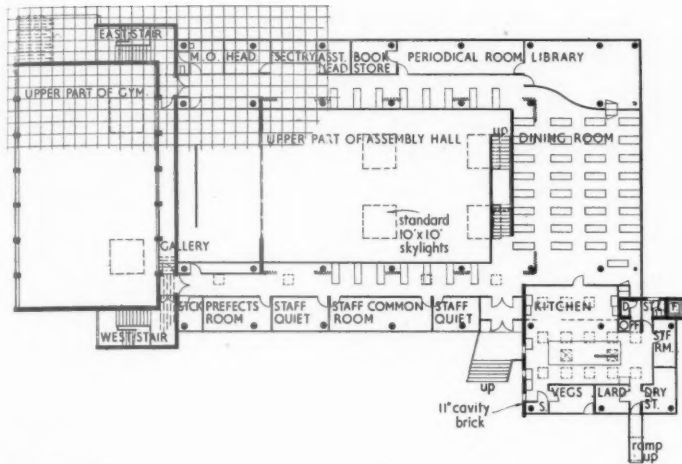 EAST STAIR
M.O. HEAD SECTRY ASST. HEAD BOOK STORE PERIODICAL ROOM LIBRARY
UPPER PART OF GYM.
UPPER PART OF ASSEMBLY HALL
up
DINING ROOM
standard
10'x10'
skylights
GALLERY
SICK
PREFECTS
ROOM
STAFF
QUIET
STAFF COMMON
ROOM
STAFF
QUIET
KITCHEN
OFF
STF
RM.
WEST STAIR
up
11" cavity
brick
S.
VEGS
LARD
DRY
ST.
ramp
up